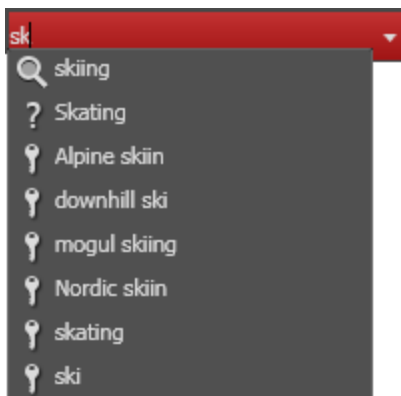 sk
skiing
? Skating
Alpine skiin
downhill ski
mogul skiing
Nordic skiin
skating
ski